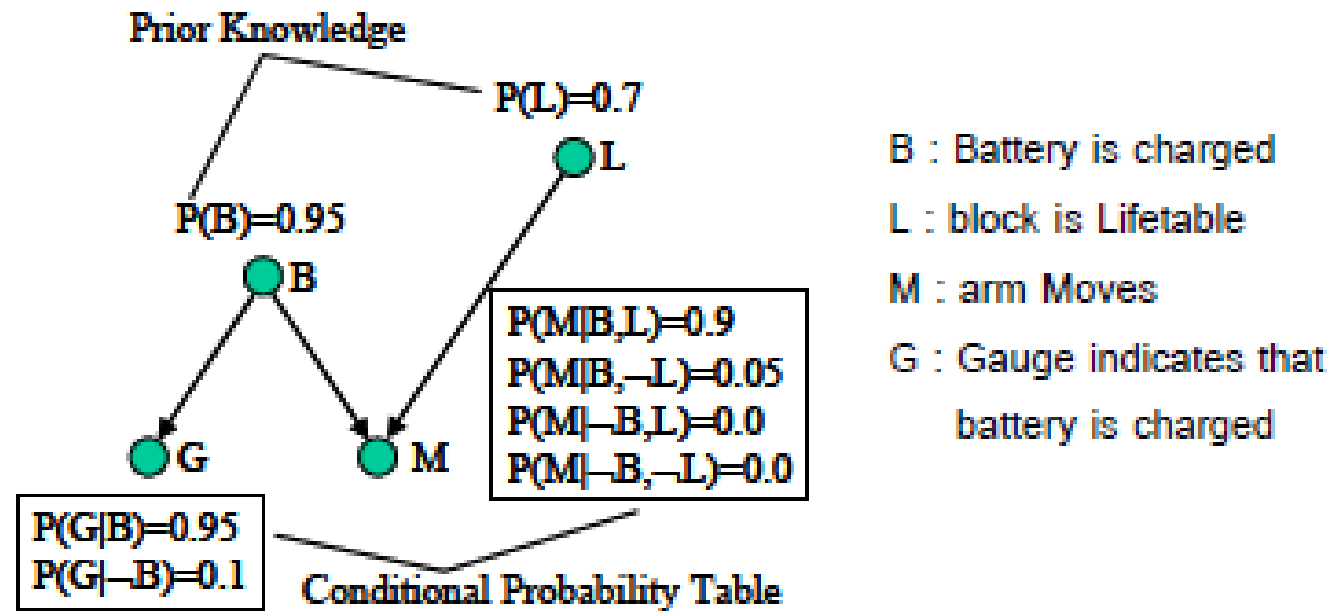 Prior Knowledge
P(L)=0.7
L
P(B)=0.95
B
P(M|B,L)=0.9
P(M|B,¬L)=0.05
P(M|¬B,L)=0.0
P(M|¬B,¬L)=0.0
G
M
P(G|B)=0.95
P(G|¬B)=0.1
Conditional Probability Table
B : Battery is charged
L : block is Lifetable
M : arm Moves
G : Gauge indicates that
battery is charged